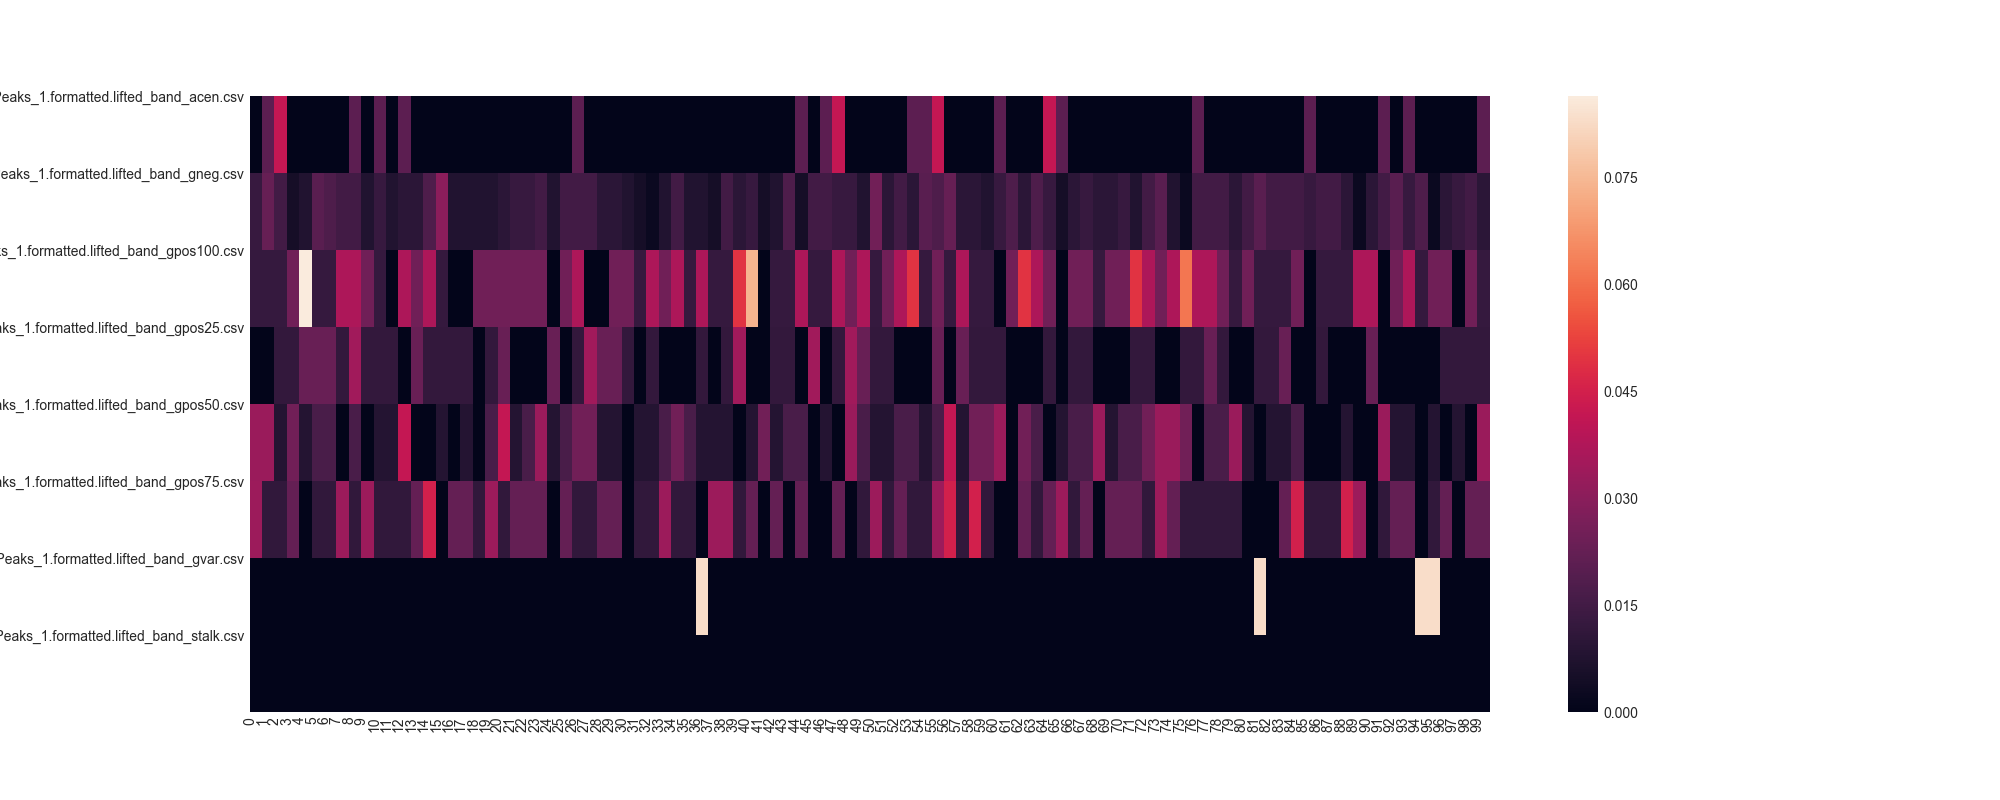 Peaks_1.formatted.lifted_band_acen.csv
eaks_1.formatted.lifted_band_gneg.csv
ks_1.formatted.lifted_band_gpos100.csv
aks_1.formatted.lifted_band_gpos25.csv
aks_1.formatted.lifted_band_gpos50.csv
aks_1.formatted.lifted_band_gpos75.csv
Peaks_1.formatted.lifted_band_gvar.csv
Peaks_1.formatted.lifted_band_stalk.csv
0.075
0.060
0.045
0.030
0.015
0.000
0 1 2 3 4 5 6 7 8 9 10 11 12 13 14 15 16 17 18 19 20 21 22 23 24 25 26 27 28 29 30 31 32 33 34 35 36 37 38 39 40 41 42 43 44 45 46 47 48 49 50 51 52 53 54 55 56 57 58 59 60 61 62 63 64 65 66 67 68 69 70 71 72 73 74 75 76 77 78 79 80 81 82 83 84 85 86 87 88 89 90 91 92 93 94 95 96 97 98 99